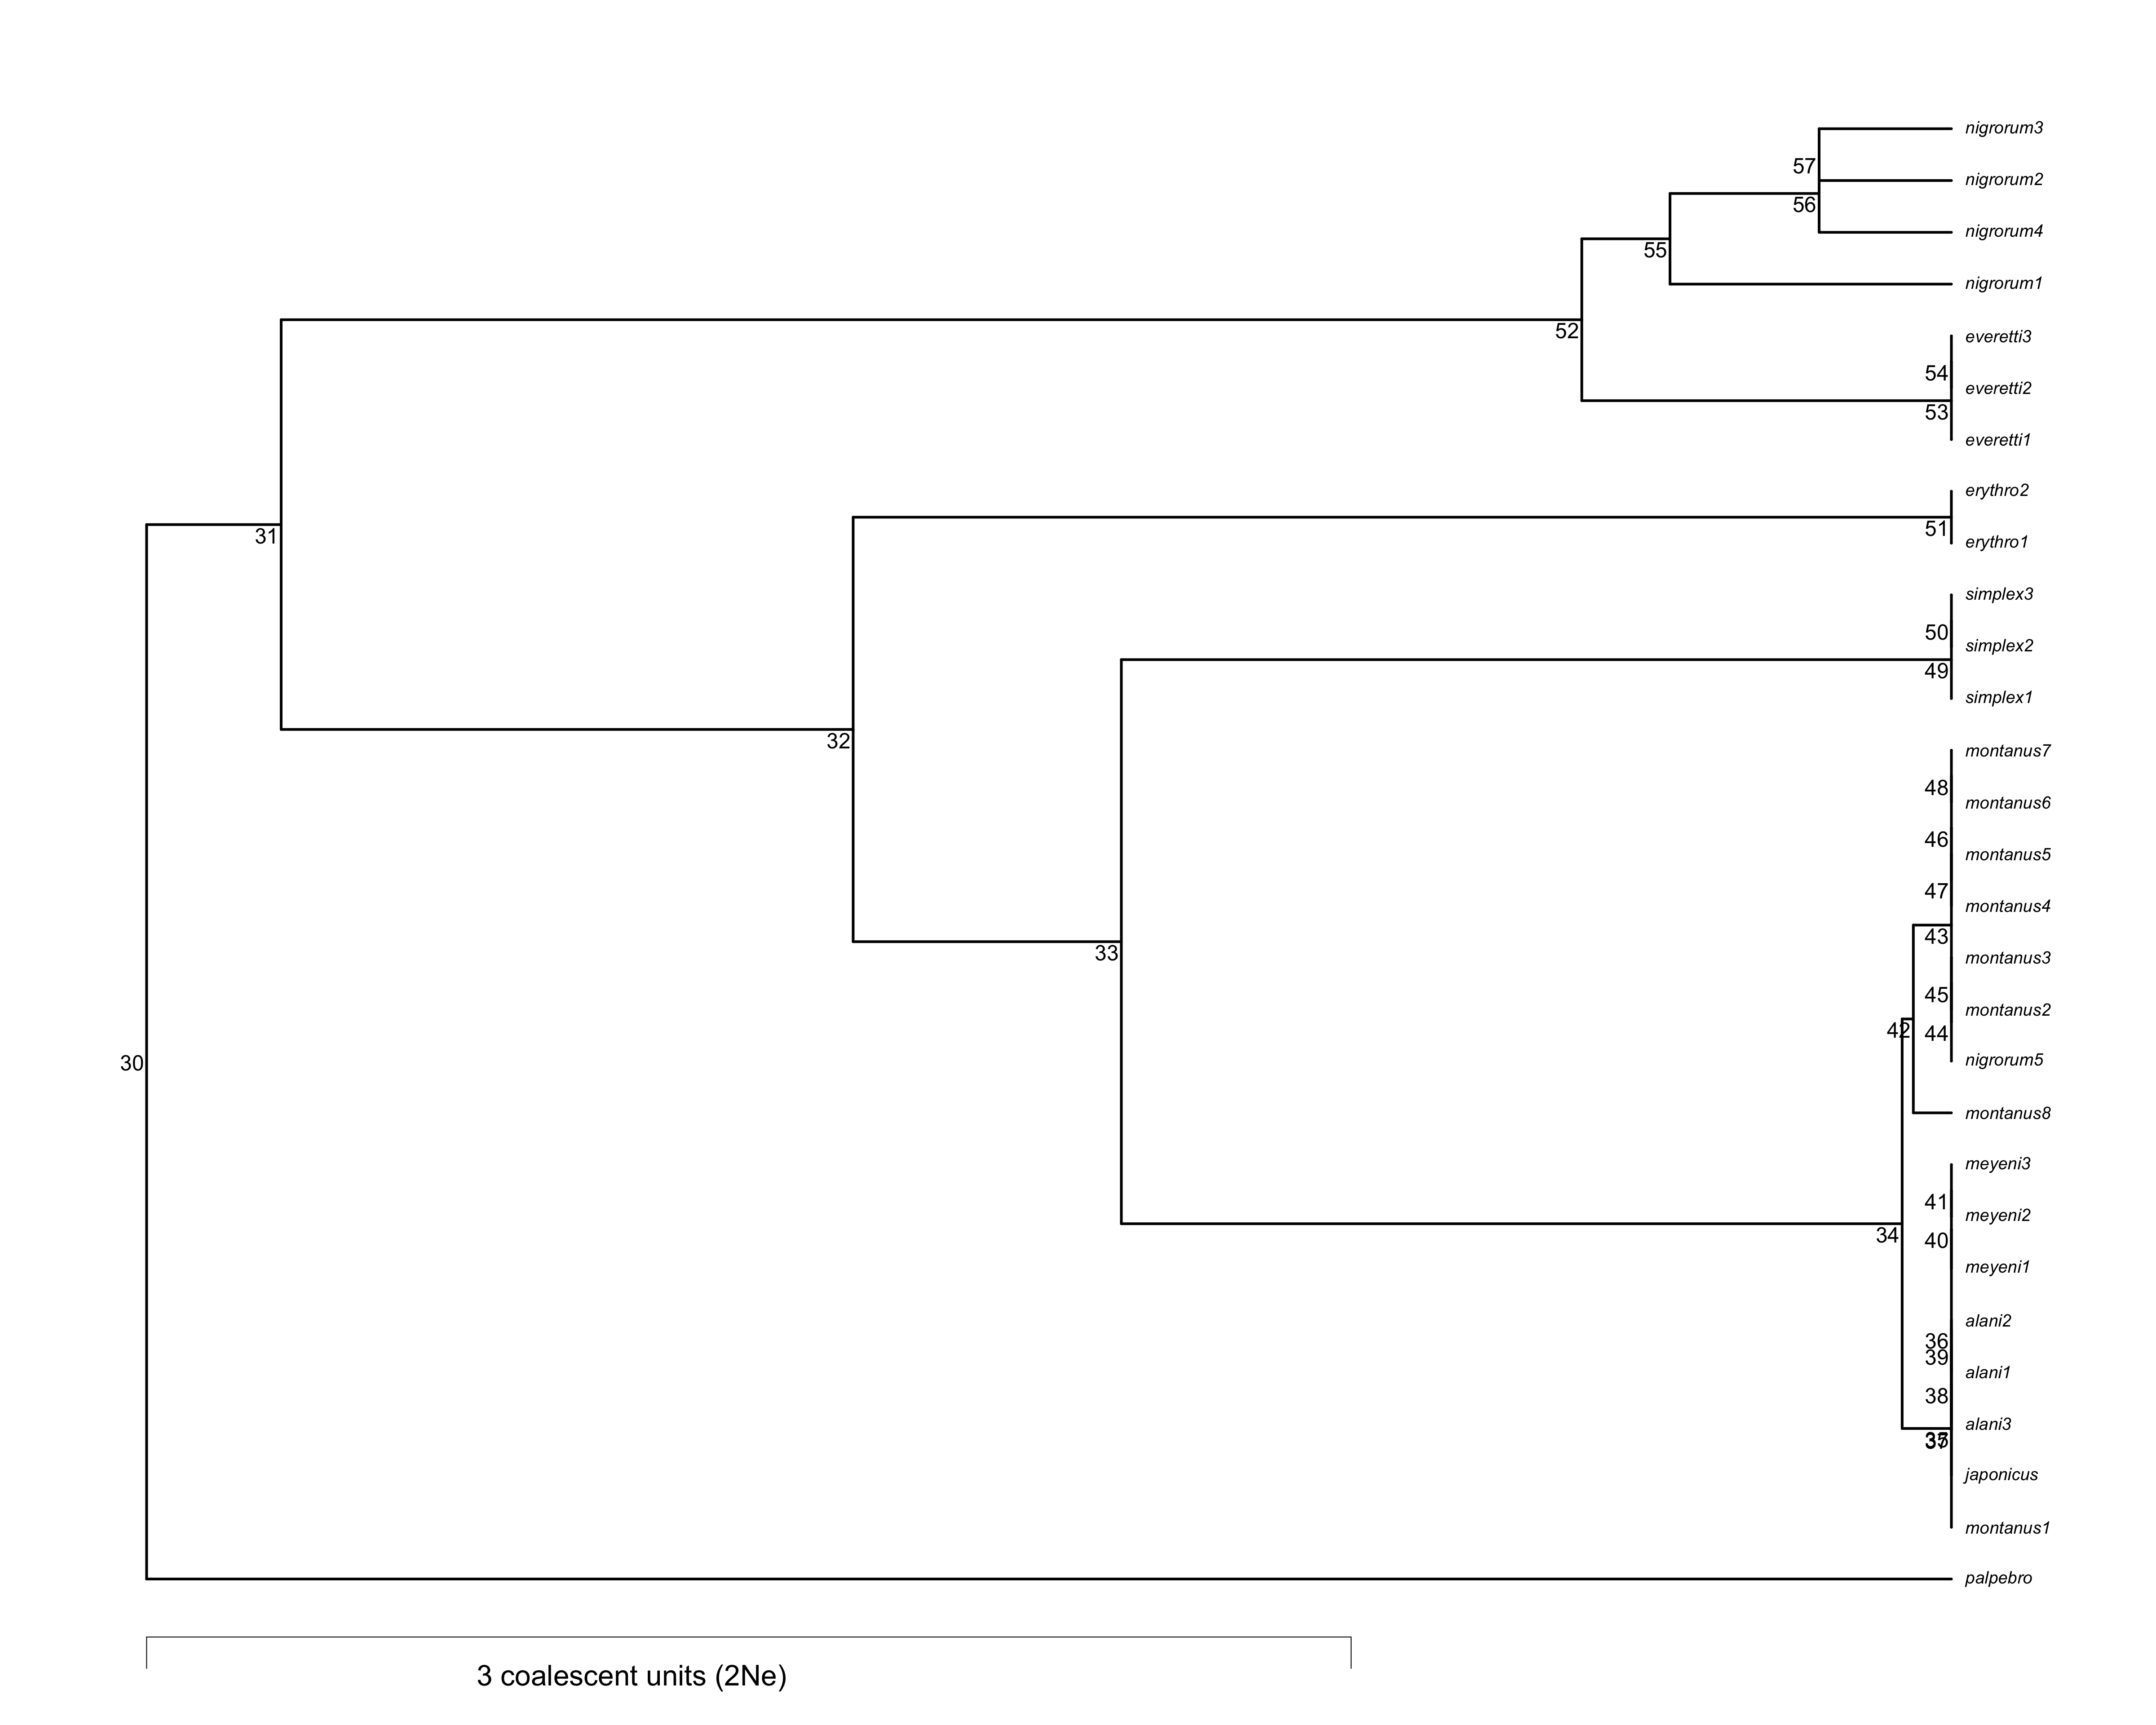 nigrorum3
57
nigrorum2
56
nigrorum4
55
nigrorum1
52
everetti3
54
everetti2
53
everetti1
erythro2
51
31
erythro1
simplex3
50
simplex2
49
simplex1
32
montanus7
48
montanus6
46
montanus5
47
montanus4
43
33
montanus3
45
montanus2
42
44
nigrorum5
30
montanus8
meyeni3
41
meyeni2
34
40
meyeni1
alani2
36
39
alani1
38
alani3
35
37
japonicus
montanus1
palpebro
3 coalescent units (2Ne)